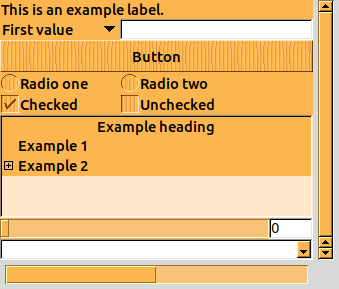 This is an example label.
First value
Button
Radio one Radio two
Checked Unchecked
Example heading
Example 1
Example 2
0